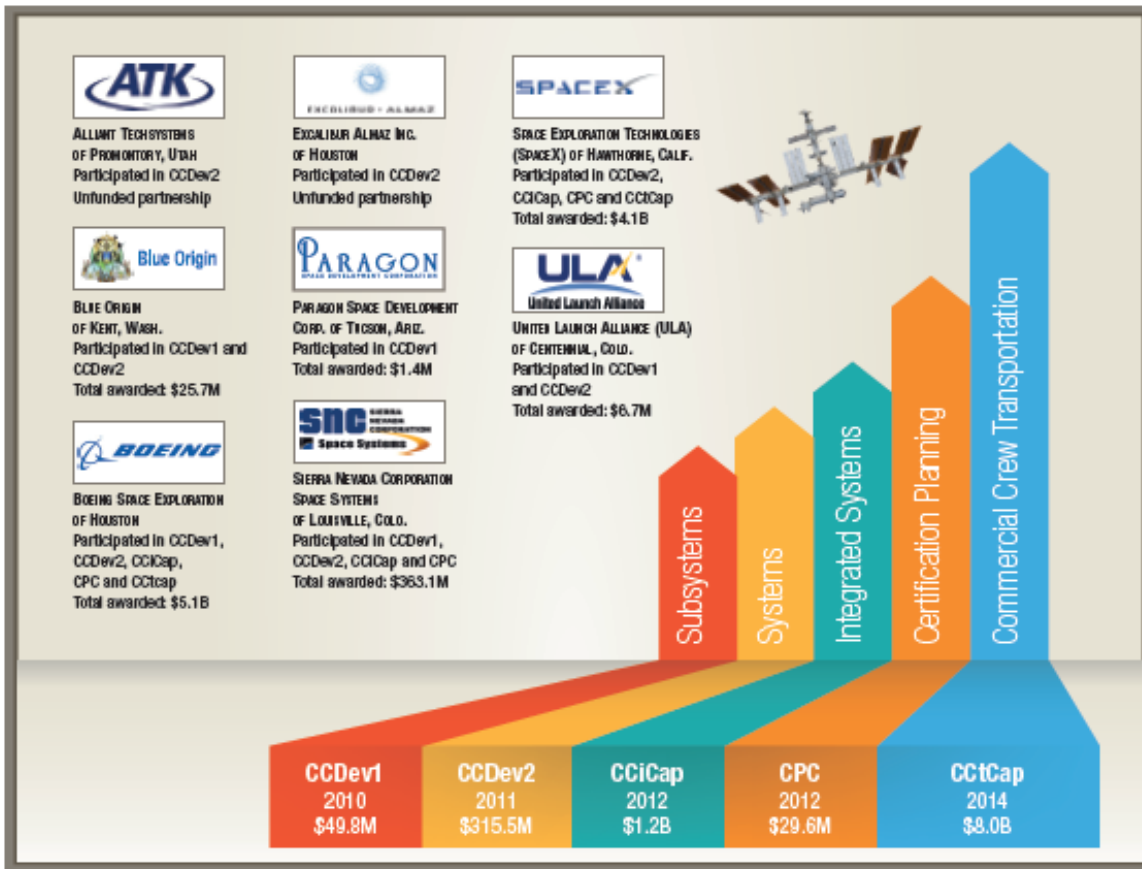 ATK
ALLIANT TECHSYSTEMS
OF PROMONTORY, UTAH
Participated in CCDev2
Unfunded partnership
Blue Origin
BLUE ORIGIN
OF KENT, WASH.
Participated in CCDev1 and
CCDev2
Total awarded: $25.7M
BOEING
BOEING SPACE EXPLORATION
OF HOUSTON
Participated in CCDev1,
CCDev2, CCiCap,
CPC and CCtcap
Total awarded: $5.1B
EXCALIBUR · ALMAZ
EXCALIBUR ALMAZ INC.
OF HOUSTON
Participated in CCDev2
Unfunded partnership
PARAGON
SPACE DEVELOPMENT CORPORATION
PARAGON SPACE DEVELOPMENT
CORP. OF TUCSON, ARIZ.
Participated in CCDev1
Total awarded: $1.4M
SNC SIERRA
NEVADA
CORPORATION
Space Systems
SIERRA NEVADA CORPORATION
SPACE SYSTEMS
OF LOUISVILLE, COLO.
Participated in CCDev1,
CCDev2, CCiCap and CPC
Total awarded: $363.1M
SPACEX
SPACE EXPLORATION TECHNOLOGIES
(SPACEX) OF HAWTHORNE, CALIF.
Participated in CCDev2,
CCiCap, CPC and CCtCap
Total awarded: $4.1B
ULA
United Launch Alliance
UNITED LAUNCH ALLIANCE (ULA)
OF CENTENNIAL, COLO.
Participated in CCDev1
and CCDev2
Total awarded: $6.7M
Subsystems
Systems
Integrated Systems
Certification Planning
Commercial Crew Transportation
CCDev1
2010
$49.8M
CCDev2
2011
$315.5M
CCiCap
2012
$1.2B
CPC
2012
$29.6M
CCtCap
2014
$8.0B